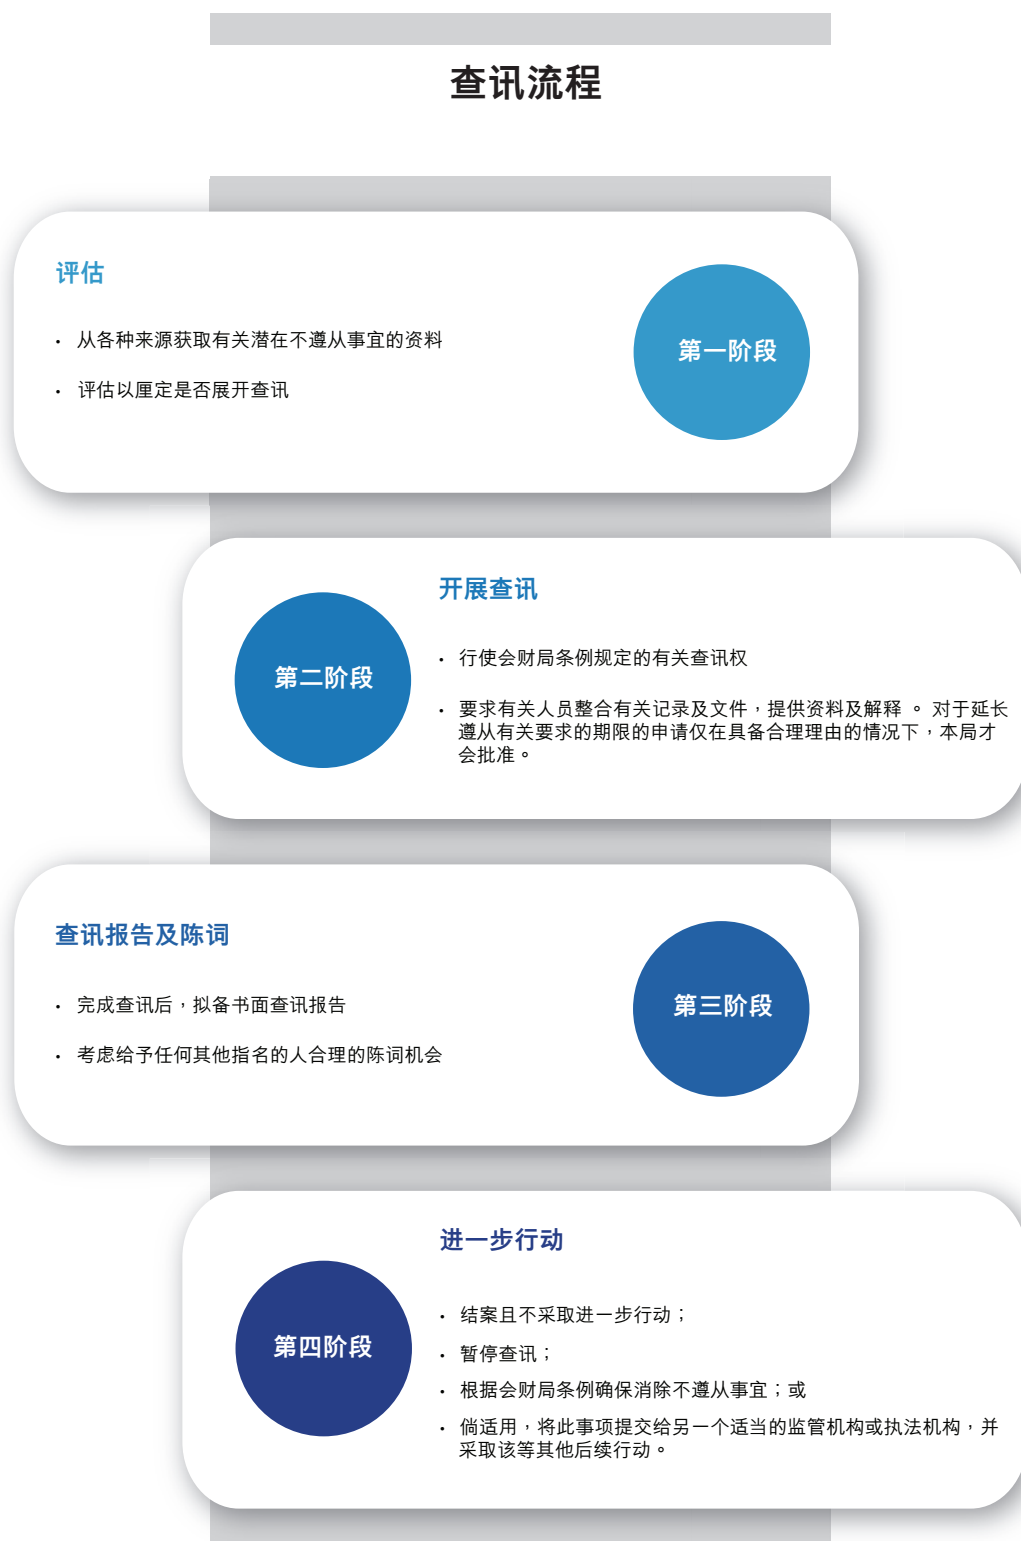 查讯流程
评估
• 从各种来源获取有关潜在不遵从事宜的资料
• 评估以厘定是否展开查讯
第一阶段
开展查讯
第二阶段
• 行使会财局条例规定的有关查讯权
• 要求有关人员整合有关记录及文件，提供资料及解释 。 对于延长
遵从有关要求的期限的申请仅在具备合理理由的情况下，本局才
会批准。
查讯报告及陈词
• 完成查讯后，拟备书面查讯报告
• 考虑给予任何其他指名的人合理的陈词机会
第三阶段
进一步行动
第四阶段
• 结案且不采取进一步行动；
• 暂停查讯；
• 根据会财局条例确保消除不遵从事宜；或
• 倘适用，将此事项提交给另一个适当的监管机构或执法机构，并
采取该等其他后续行动。